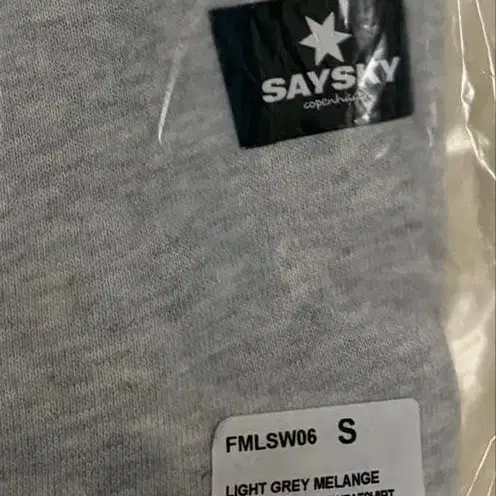 SAYSKY
copenhagen
FMLSW06 S
LIGHT GREY MELANGE